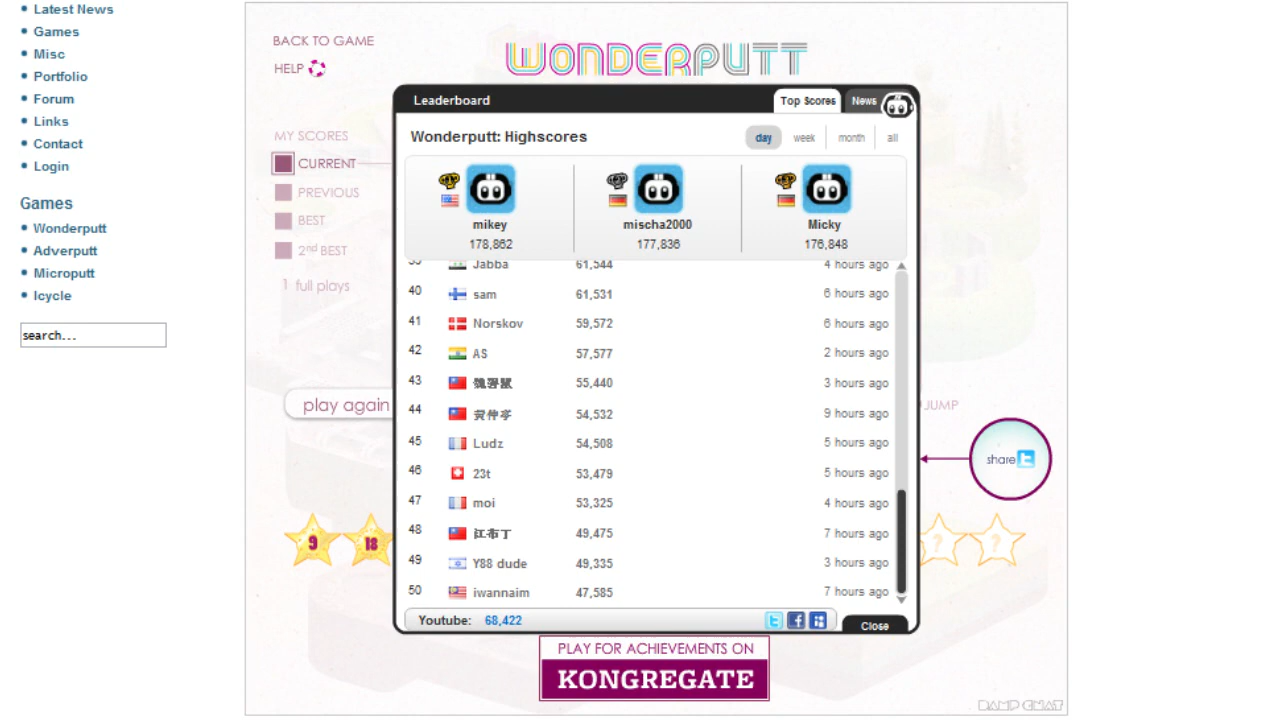 Latest News
Games
Misc
Portfolio
Forum
Links
Contact
Login
Games
Wonderputt
Adverputt
Microputt
Icycle
search...
BACK TO GAME
HELP
WONDERPUTT
MY SCORES
CURRENT
PREVIOUS
BEST
2nd BEST
1 full plays
play again
9 18
Leaderboard
Top Scores News
Wonderputt: Highscores
day week month all
mikey mischa2000 Micky
178,862 177,836 176,848
Jabba 61,544 4 hours ago
40 sam 61,531 6 hours ago
41 Norskov 59,572 6 hours ago
42 AS 57,577 2 hours ago
43 55,440 3 hours ago
44 54,532 9 hours ago
45 Ludz 54,508 5 hours ago
46 23t 53,479 5 hours ago
47 moi 53,325 4 hours ago
48 江布丁 49,475 7 hours ago
49 Y88 dude 49,335 3 hours ago
50 iwannaim 47,585 7 hours ago
Youtube: 68,422
Close
JUMP
share
? ?
PLAY FOR ACHIEVEMENTS ON
KONGREGATE
DAMP GNAT